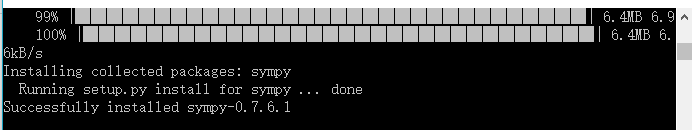 99% |████████████████████████████████| 6.4MB 6.9
100% |████████████████████████████████| 6.4MB 6.
6kB/s
Installing collected packages: sympy
Running setup.py install for sympy ... done
Successfully installed sympy-0.7.6.1